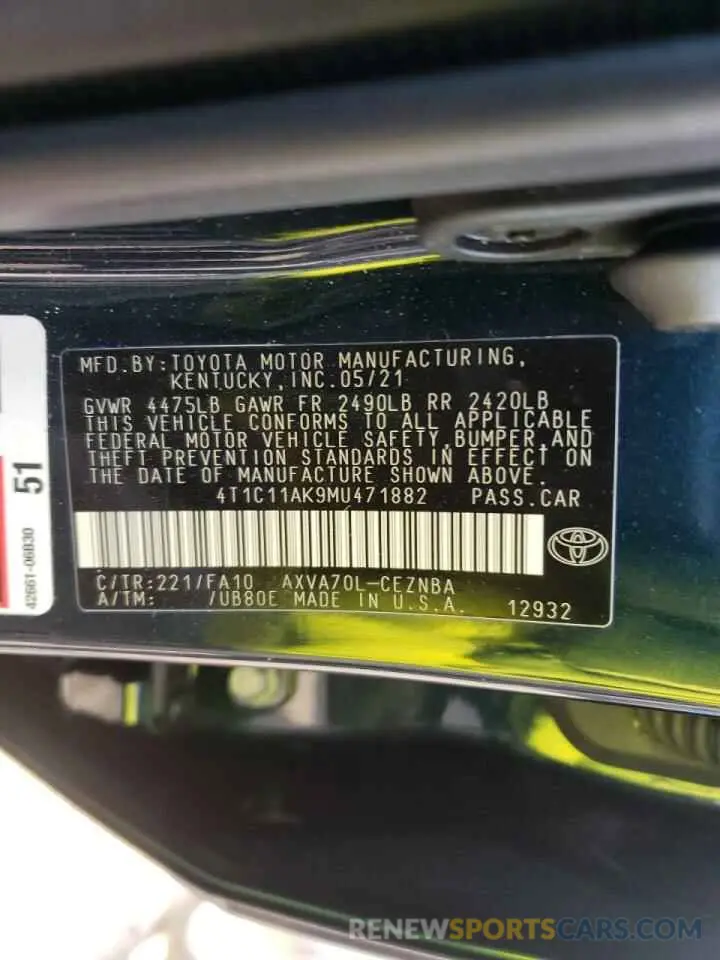 MFD.BY:TOYOTA MOTOR MANUFACTURING,
KENTUCKY,INC.05/21
GVWR 4475LB GAWR FR 2490LB RR 2420LB
THIS VEHICLE CONFORMS TO ALL APPLICABLE
FEDERAL MOTOR VEHICLE SAFETY,BUMPER,AND
THEFT PREVENTION STANDARDS IN EFFECT ON
THE DATE OF MANUFACTURE SHOWN ABOVE.
4T1C11AK9MU471882 PASS.CAR
C/TR:221/FA10 AXVA70L-CEZNBA
A/TM: /UB80E MADE IN U.S.A. 12932
51
42661-06B30
RENEWSPORTSCARS.COM